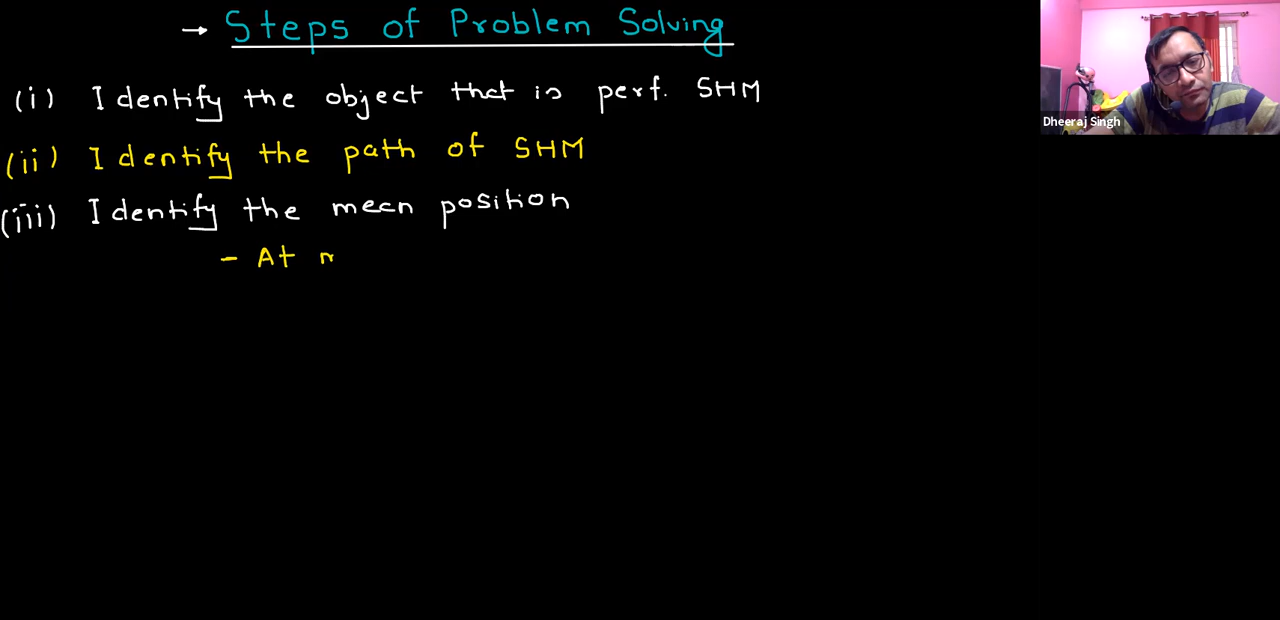 → Steps of Problem Solving
(i) Identify the object that is perf. SHM
(ii) Identify the path of SHM
(iii) Identify the mean position
- At m
Dheeraj Singh